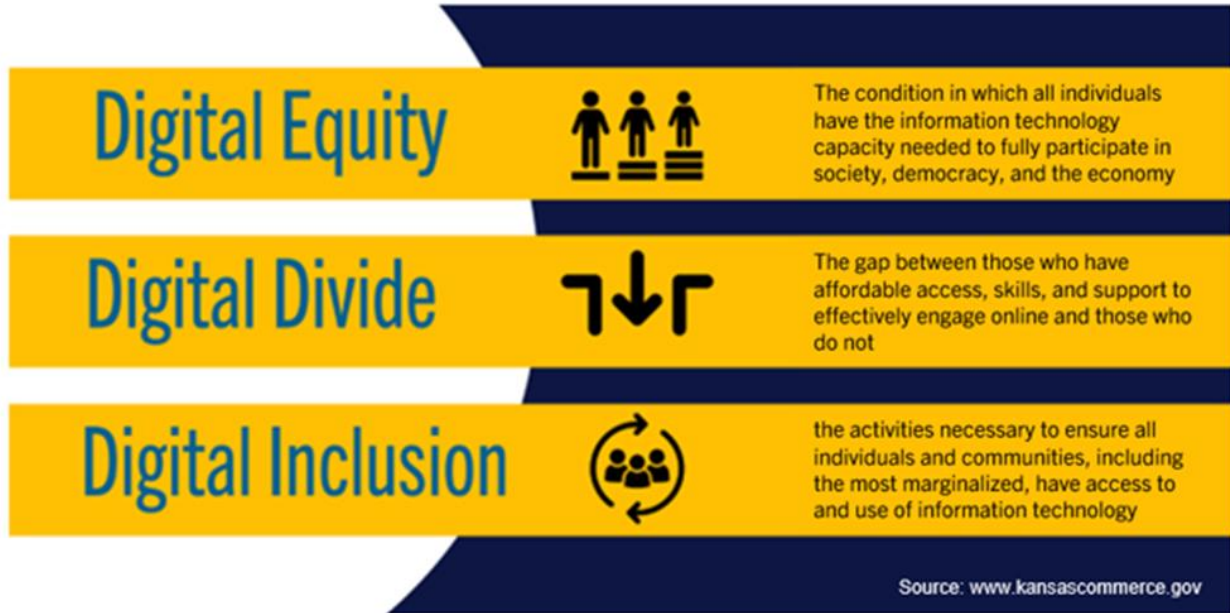 Digital Equity
The condition in which all individuals
have the information technology
capacity needed to fully participate in
society, democracy, and the economy
Digital Divide
The gap between those who have
affordable access, skills, and support to
effectively engage online and those who
do not
Digital Inclusion
the activities necessary to ensure all
individuals and communities, including
the most marginalized, have access to
and use of information technology
Source: www.kansascommerce.gov